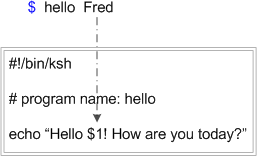 $ hello Fred
#!/bin/ksh
# program name: hello
echo “Hello $1! How are you today?”